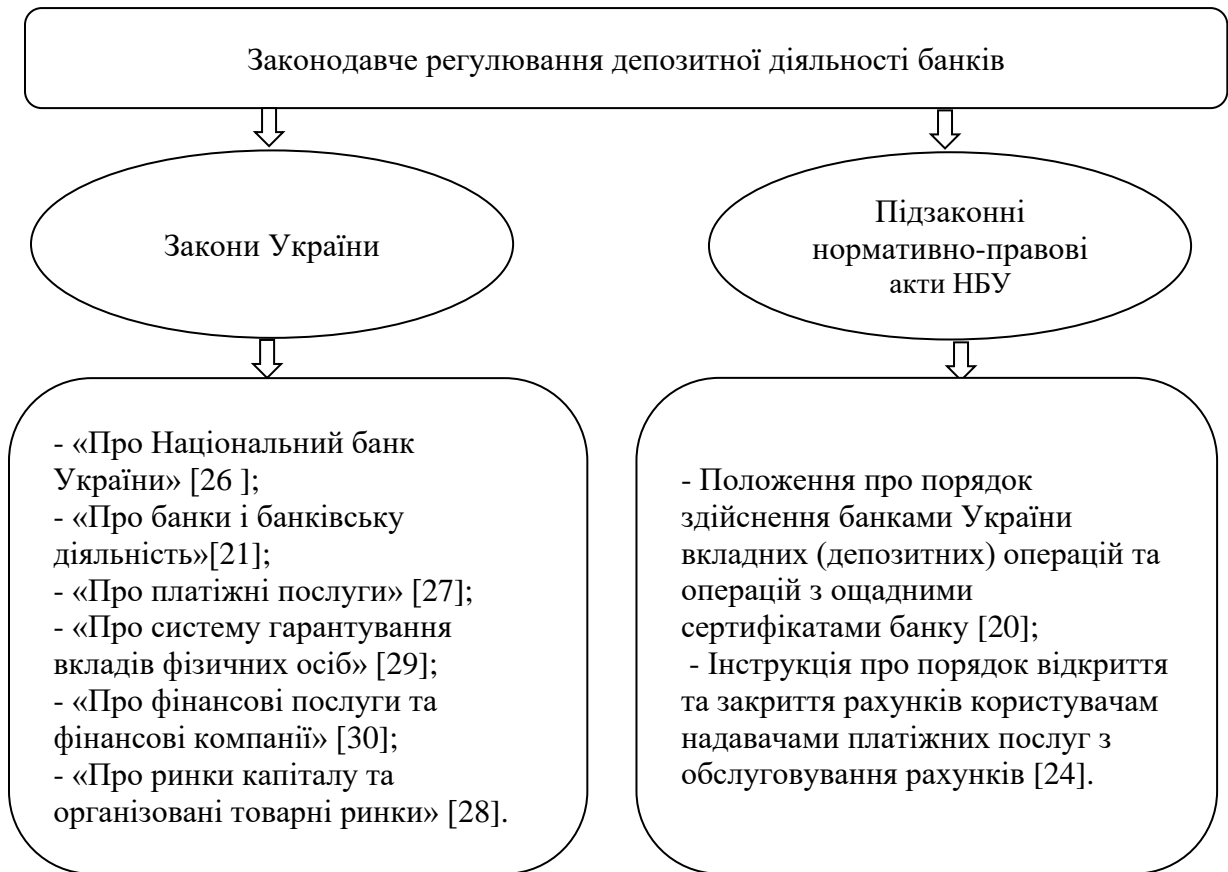 Законодавче регулювання депозитної діяльності банків
Закони України
Підзаконні
нормативно-правові
акти НБУ
- «Про Національний банк
України» [26 ];
- «Про банки і банківську
діяльність»[21];
- «Про платіжні послуги» [27];
- «Про систему гарантування
вкладів фізичних осіб» [29];
- «Про фінансові послуги та
фінансові компанії» [30];
- «Про ринки капіталу та
організовані товарні ринки» [28].
- Положення про порядок
здійснення банками України
вкладних (депозитних) операцій та
операцій з ощадними
сертифікатами банку [20];
- Інструкція про порядок відкриття
та закриття рахунків користувачам
надавачами платіжних послуг з
обслуговування рахунків [24].